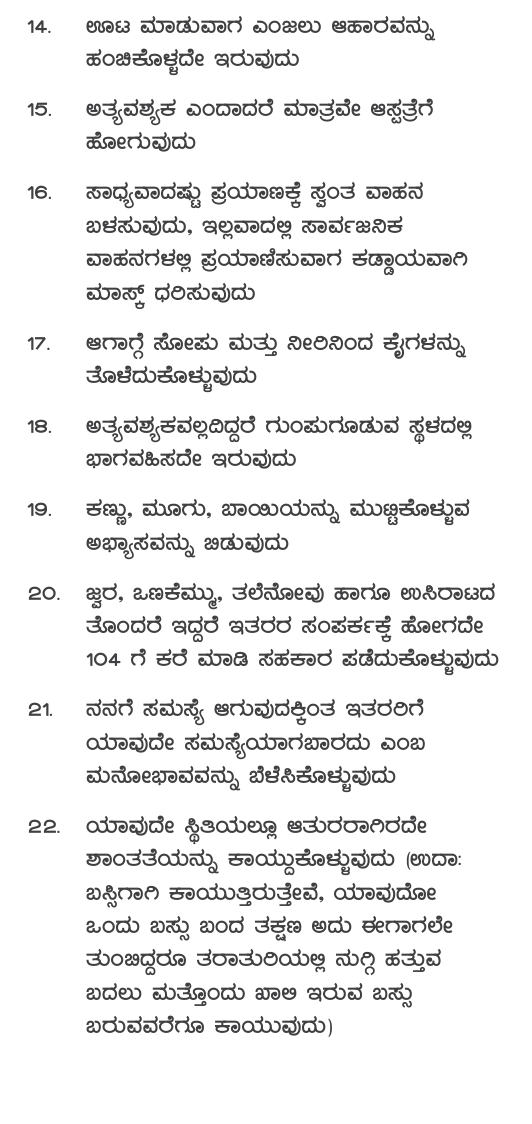 14. ಊಟ ಮಾಡುವಾಗ ಎಂಜಲು ಆಹಾರವನ್ನು
ಹಂಚಿಕೊಳ್ಳದೇ ಇರುವುದು
15. ಅತ್ಯವಶ್ಯಕ ಎಂದಾದರೆ ಮಾತ್ರವೇ ಆಸ್ಪತ್ರೆಗೆ
ಹೋಗುವುದು
16. ಸಾಧ್ಯವಾದಷ್ಟು ಪ್ರಯಾಣಕ್ಕೆ ಸ್ವಂತ ವಾಹನ
ಬಳಸುವುದು, ಇಲ್ಲವಾದಲ್ಲಿ ಸಾರ್ವಜನಿಕ
ವಾಹನಗಳಲ್ಲಿ ಪ್ರಯಾಣಿಸುವಾಗ ಕಡ್ಡಾಯವಾಗಿ
ಮಾಸ್ಕ್ ಧರಿಸುವುದು
17. ಆಗಾಗ್ಗೆ ಸೋಪು ಮತ್ತು ನೀರಿನಿಂದ ಕೈಗಳನ್ನು
ತೊಳೆದುಕೊಳ್ಳುವುದು
18. ಅತ್ಯವಶ್ಯಕವಲ್ಲದಿದ್ದರೆ ಗುಂಪುಗೂಡುವ ಸ್ಥಳದಲ್ಲಿ
ಭಾಗವಹಿಸದೇ ಇರುವುದು
19. ಕಣ್ಣು, ಮೂಗು, ಬಾಯಿಯನ್ನು ಮುಟ್ಟಿಕೊಳ್ಳುವ
ಅಭ್ಯಾಸವನ್ನು ಬಿಡುವುದು
20. ಜ್ವರ, ಒಣಕೆಮ್ಮು, ತಲೆನೋವು ಹಾಗೂ ಉಸಿರಾಟದ
ತೊಂದರೆ ಇದ್ದರೆ ಇತರರ ಸಂಪರ್ಕಕ್ಕೆ ಹೋಗದೇ
104 ಗೆ ಕರೆ ಮಾಡಿ ಸಹಕಾರ ಪಡೆದುಕೊಳ್ಳುವುದು
21. ನನಗೆ ಸಮಸ್ಯೆ ಆಗುವುದಕ್ಕಿಂತ ಇತರರಿಗೆ
ಯಾವುದೇ ಸಮಸ್ಯೆಯಾಗಬಾರದು ಎಂಬ
ಮನೋಭಾವವನ್ನು ಬೆಳೆಸಿಕೊಳ್ಳುವುದು
22. ಯಾವುದೇ ಸ್ಥಿತಿಯಲ್ಲೂ ಆತುರರಾಗಿರದೇ
ಶಾಂತತೆಯನ್ನು ಕಾಯ್ದುಕೊಳ್ಳುವುದು (ಉದಾ:
ಬಸ್ಸಿಗಾಗಿ ಕಾಯುತ್ತಿರುತ್ತೇವೆ, ಯಾವುದೋ
ಒಂದು ಬಸ್ಸು ಬಂದ ತಕ್ಷಣ ಅದು ಈಗಾಗಲೇ
ತುಂಬಿದ್ದರೂ ತರಾತುರಿಯಲ್ಲಿ ನುಗ್ಗಿ ಹತ್ತುವ
ಬದಲು ಮತ್ತೊಂದು ಖಾಲಿ ಇರುವ ಬಸ್ಸು
ಬರುವವರೆಗೂ ಕಾಯುವುದು)